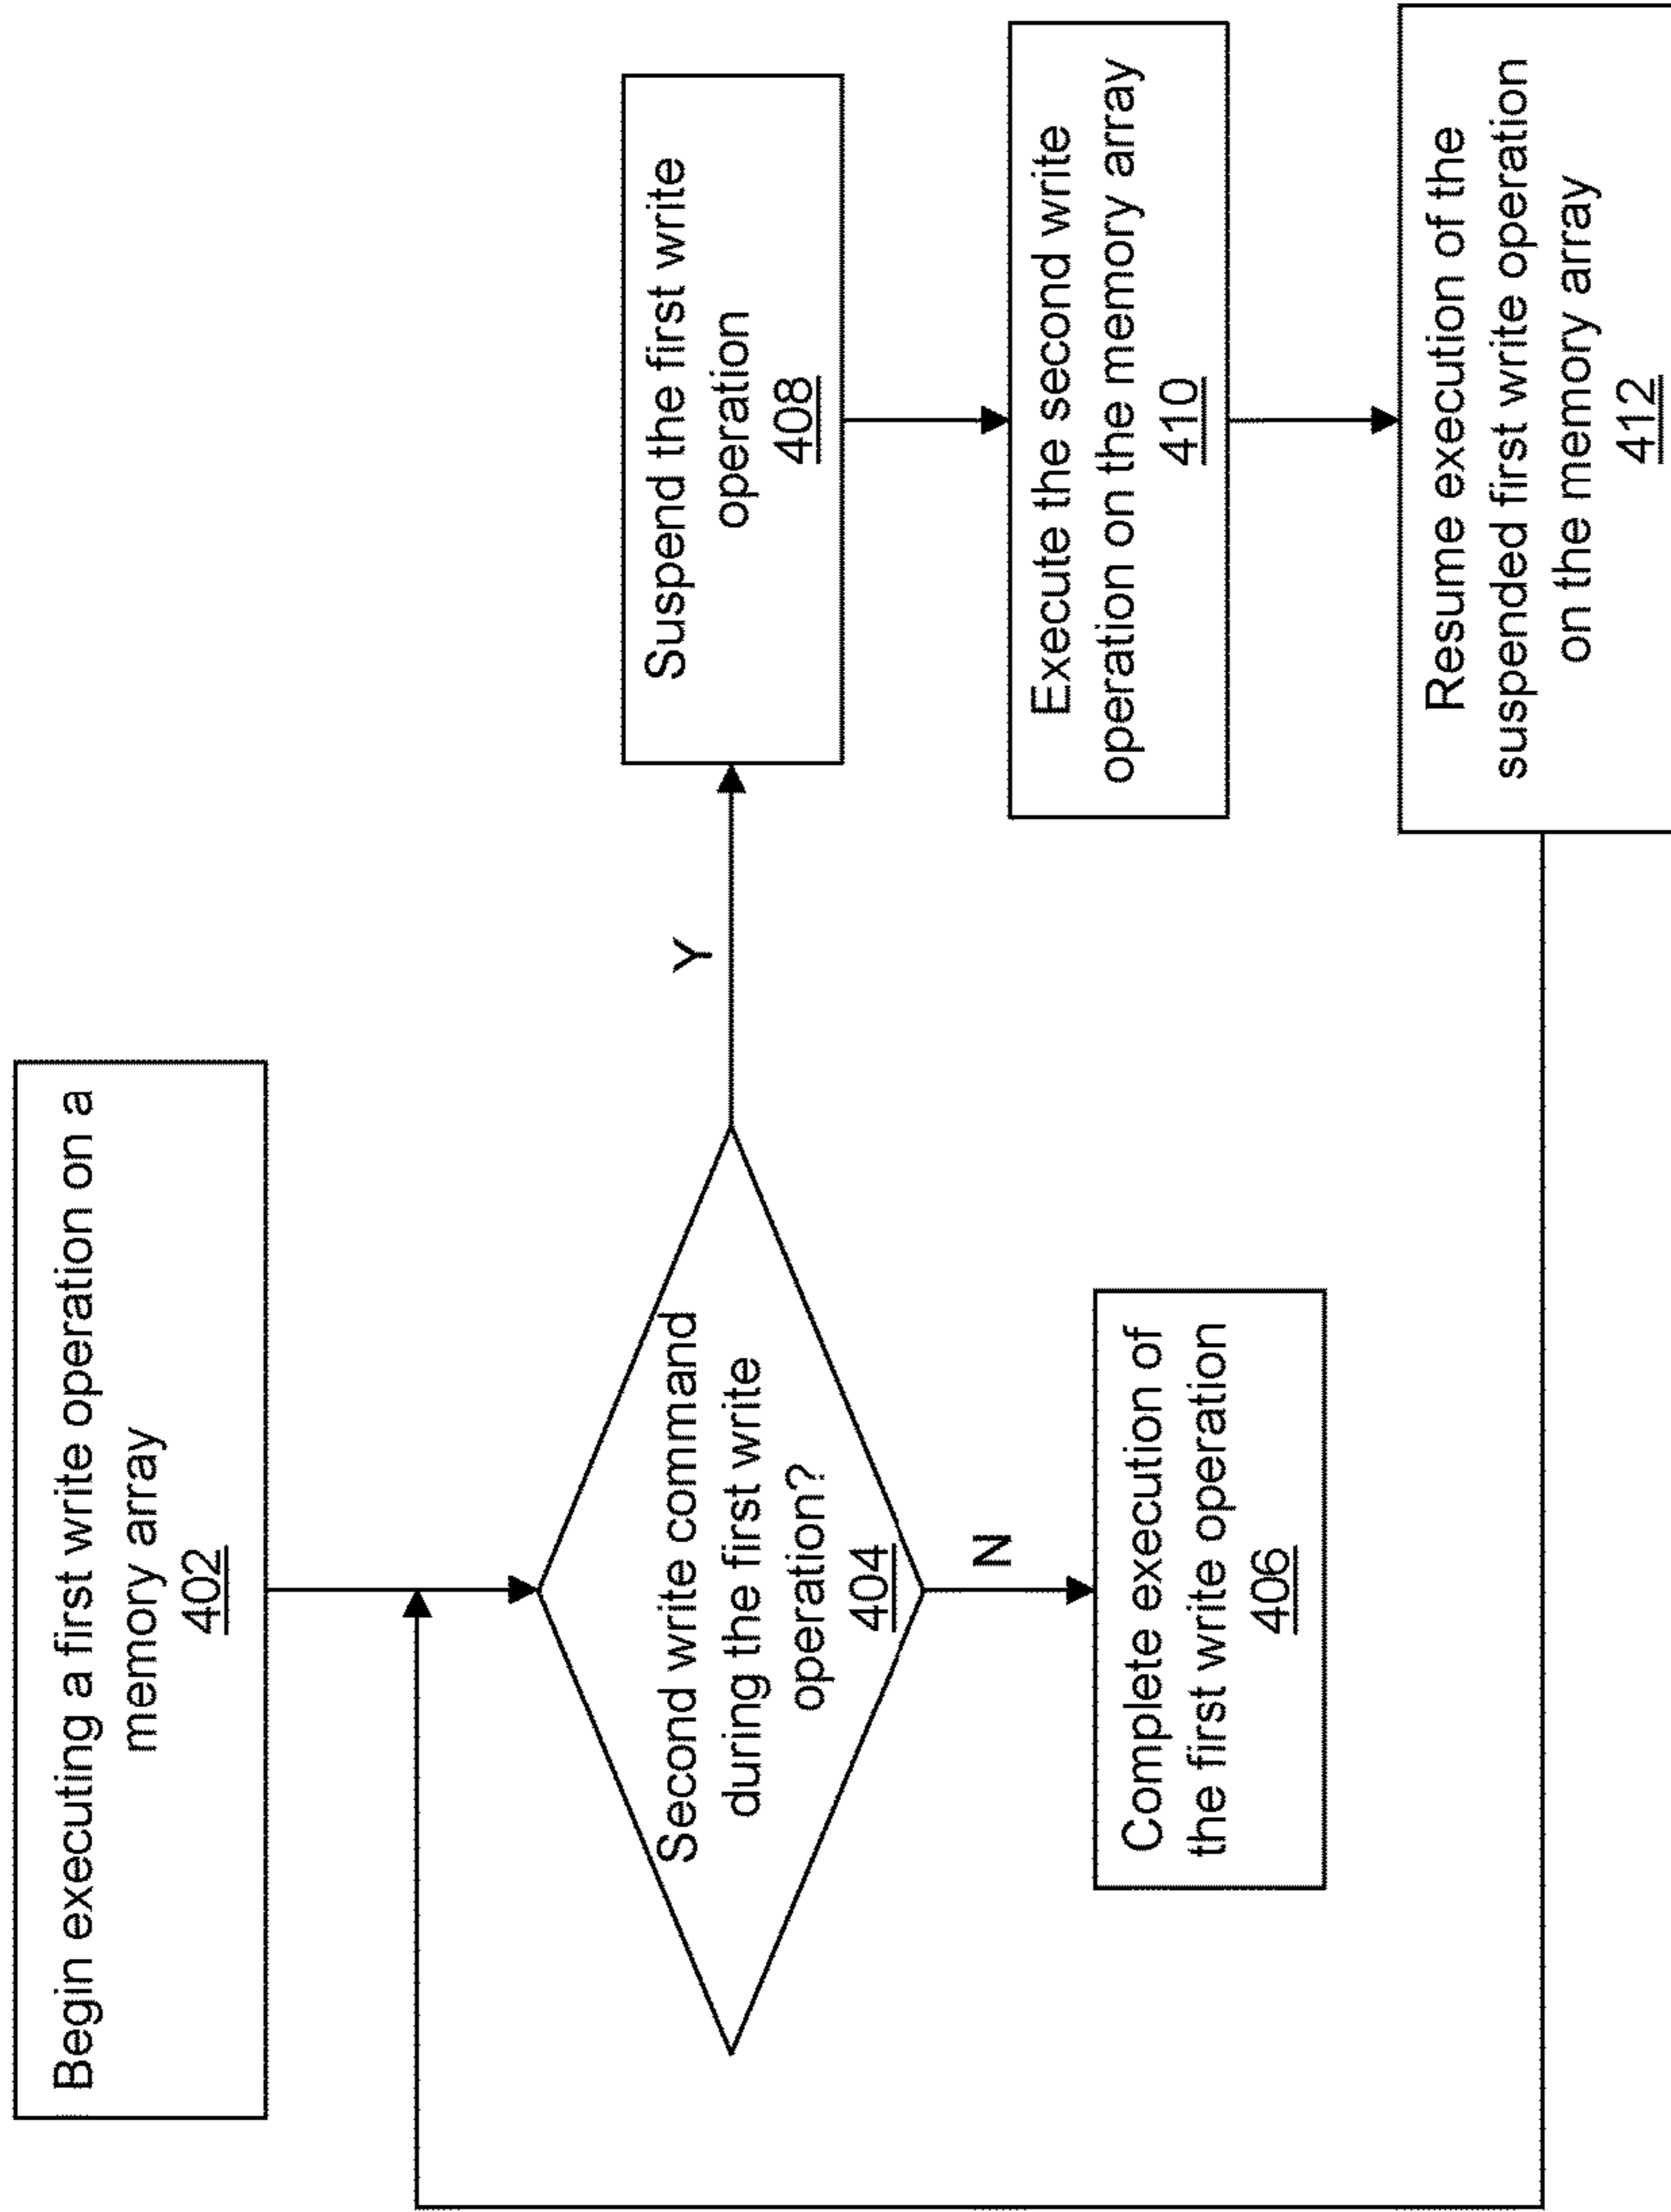 Begin executing a first write operation on a
memory array
402
Second write command
during the first write
operation?
404
N
Complete execution of
the first write operation
406
Y
Suspend the first write
operation
408
Execute the second write
operation on the memory array
410
Resume execution of the
suspended first write operation
on the memory array
412